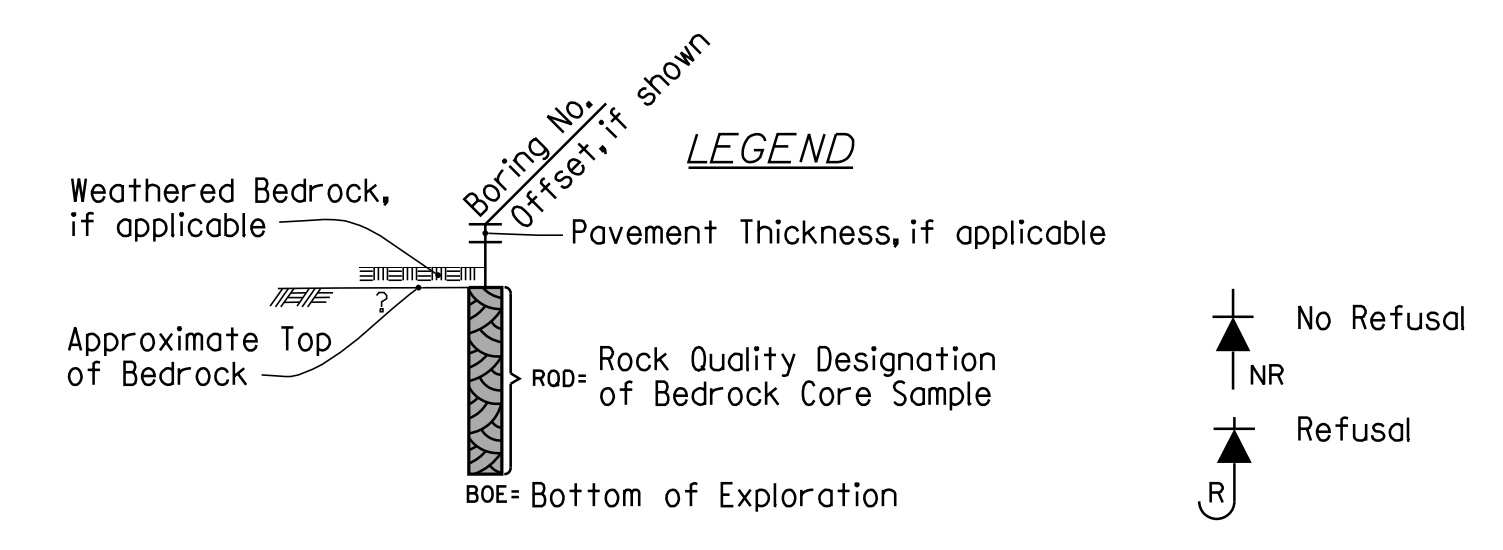 Boring No.
Offset, if shown
LEGEND
Weathered Bedrock,
if applicable
Pavement Thickness, if applicable
?
Approximate Top
of Bedrock
RQD= Rock Quality Designation
of Bedrock Core Sample
BOE= Bottom of Exploration
No Refusal
NR
Refusal
R